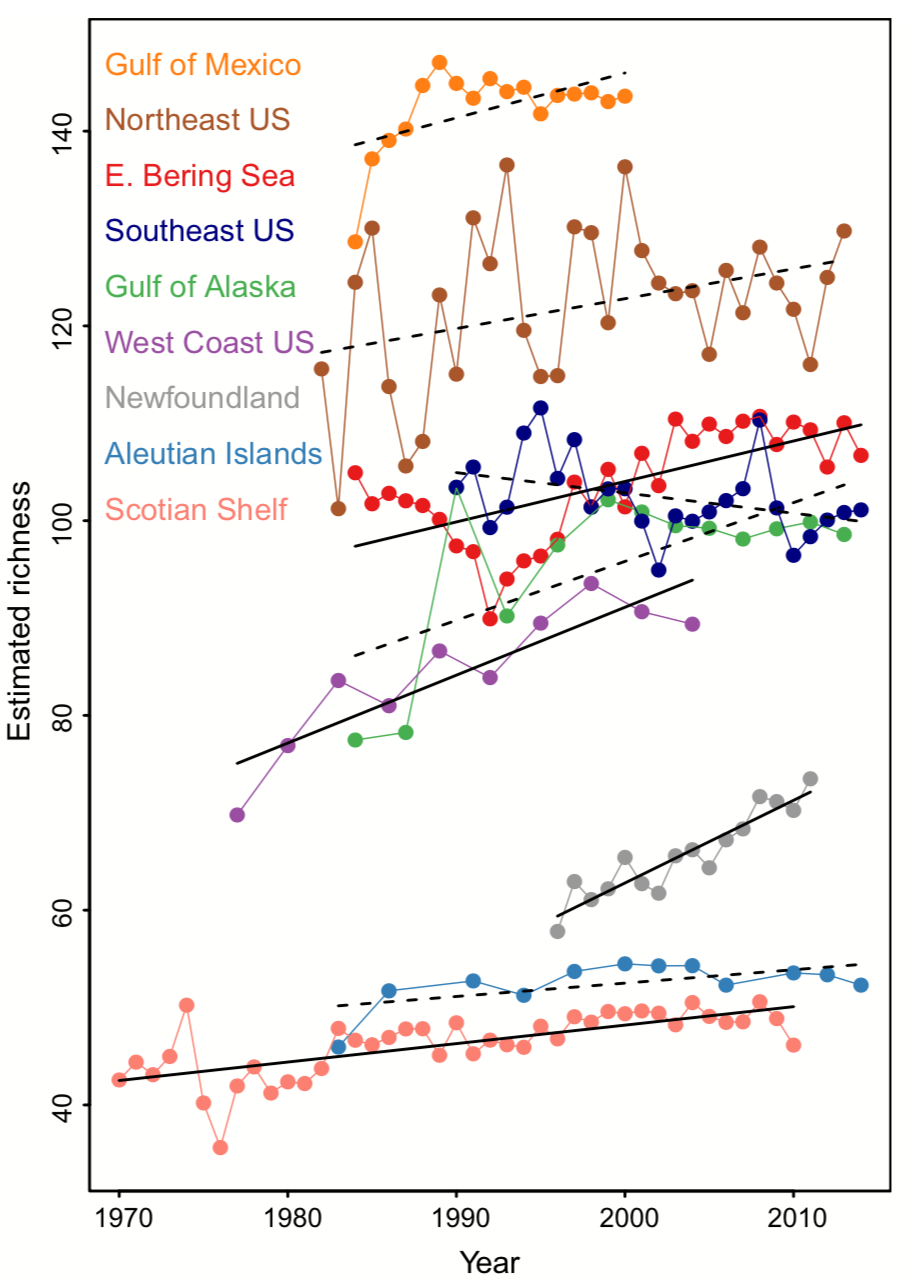 Gulf of Mexico
Northeast US
E. Bering Sea
Southeast US
Gulf of Alaska
West Coast US
Newfoundland
Aleutian Islands
Scotian Shelf
Estimated richness
140
120
100
80
60
40
1970 1980 1990 2000 2010
Year